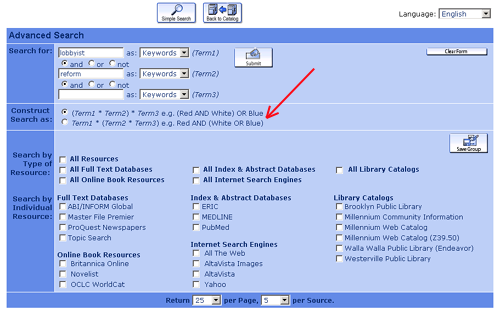 Simple Search Back to Catalog Language: English
Advanced Search
Search for: lobbyist as: Keywords (Term1) Submit Clear Form
and or not
reform as: Keywords (Term2)
and or not
as: Keywords (Term3)
Construct Search as: (Term1 * Term2) * Term3 e.g. (Red AND White) OR Blue
Term1 * (Term2 * Term3) e.g. Red AND (White OR Blue)
Save Group
Search by Type of Resource:
All Resources
All Full Text Databases All Index & Abstract Databases All Library Catalogs
All Online Book Resources All Internet Search Engines
Search by Individual Resource:
Full Text Databases
ABI/INFORM Global
Master File Premier
ProQuest Newspapers
Topic Search
Online Book Resources
Britannica Online
Novelist
OCLC WorldCat
Index & Abstract Databases
ERIC
MEDLINE
PubMed
Internet Search Engines
All The Web
AltaVista Images
AltaVista
Yahoo
Library Catalogs
Brooklyn Public Library
Millennium Community Information
Millennium Web Catalog
Millennium Web Catalog (Z39.50)
Walla Walla Public Library (Endeavor)
Westerville Public Library
Return 25 per Page, 5 per Source.